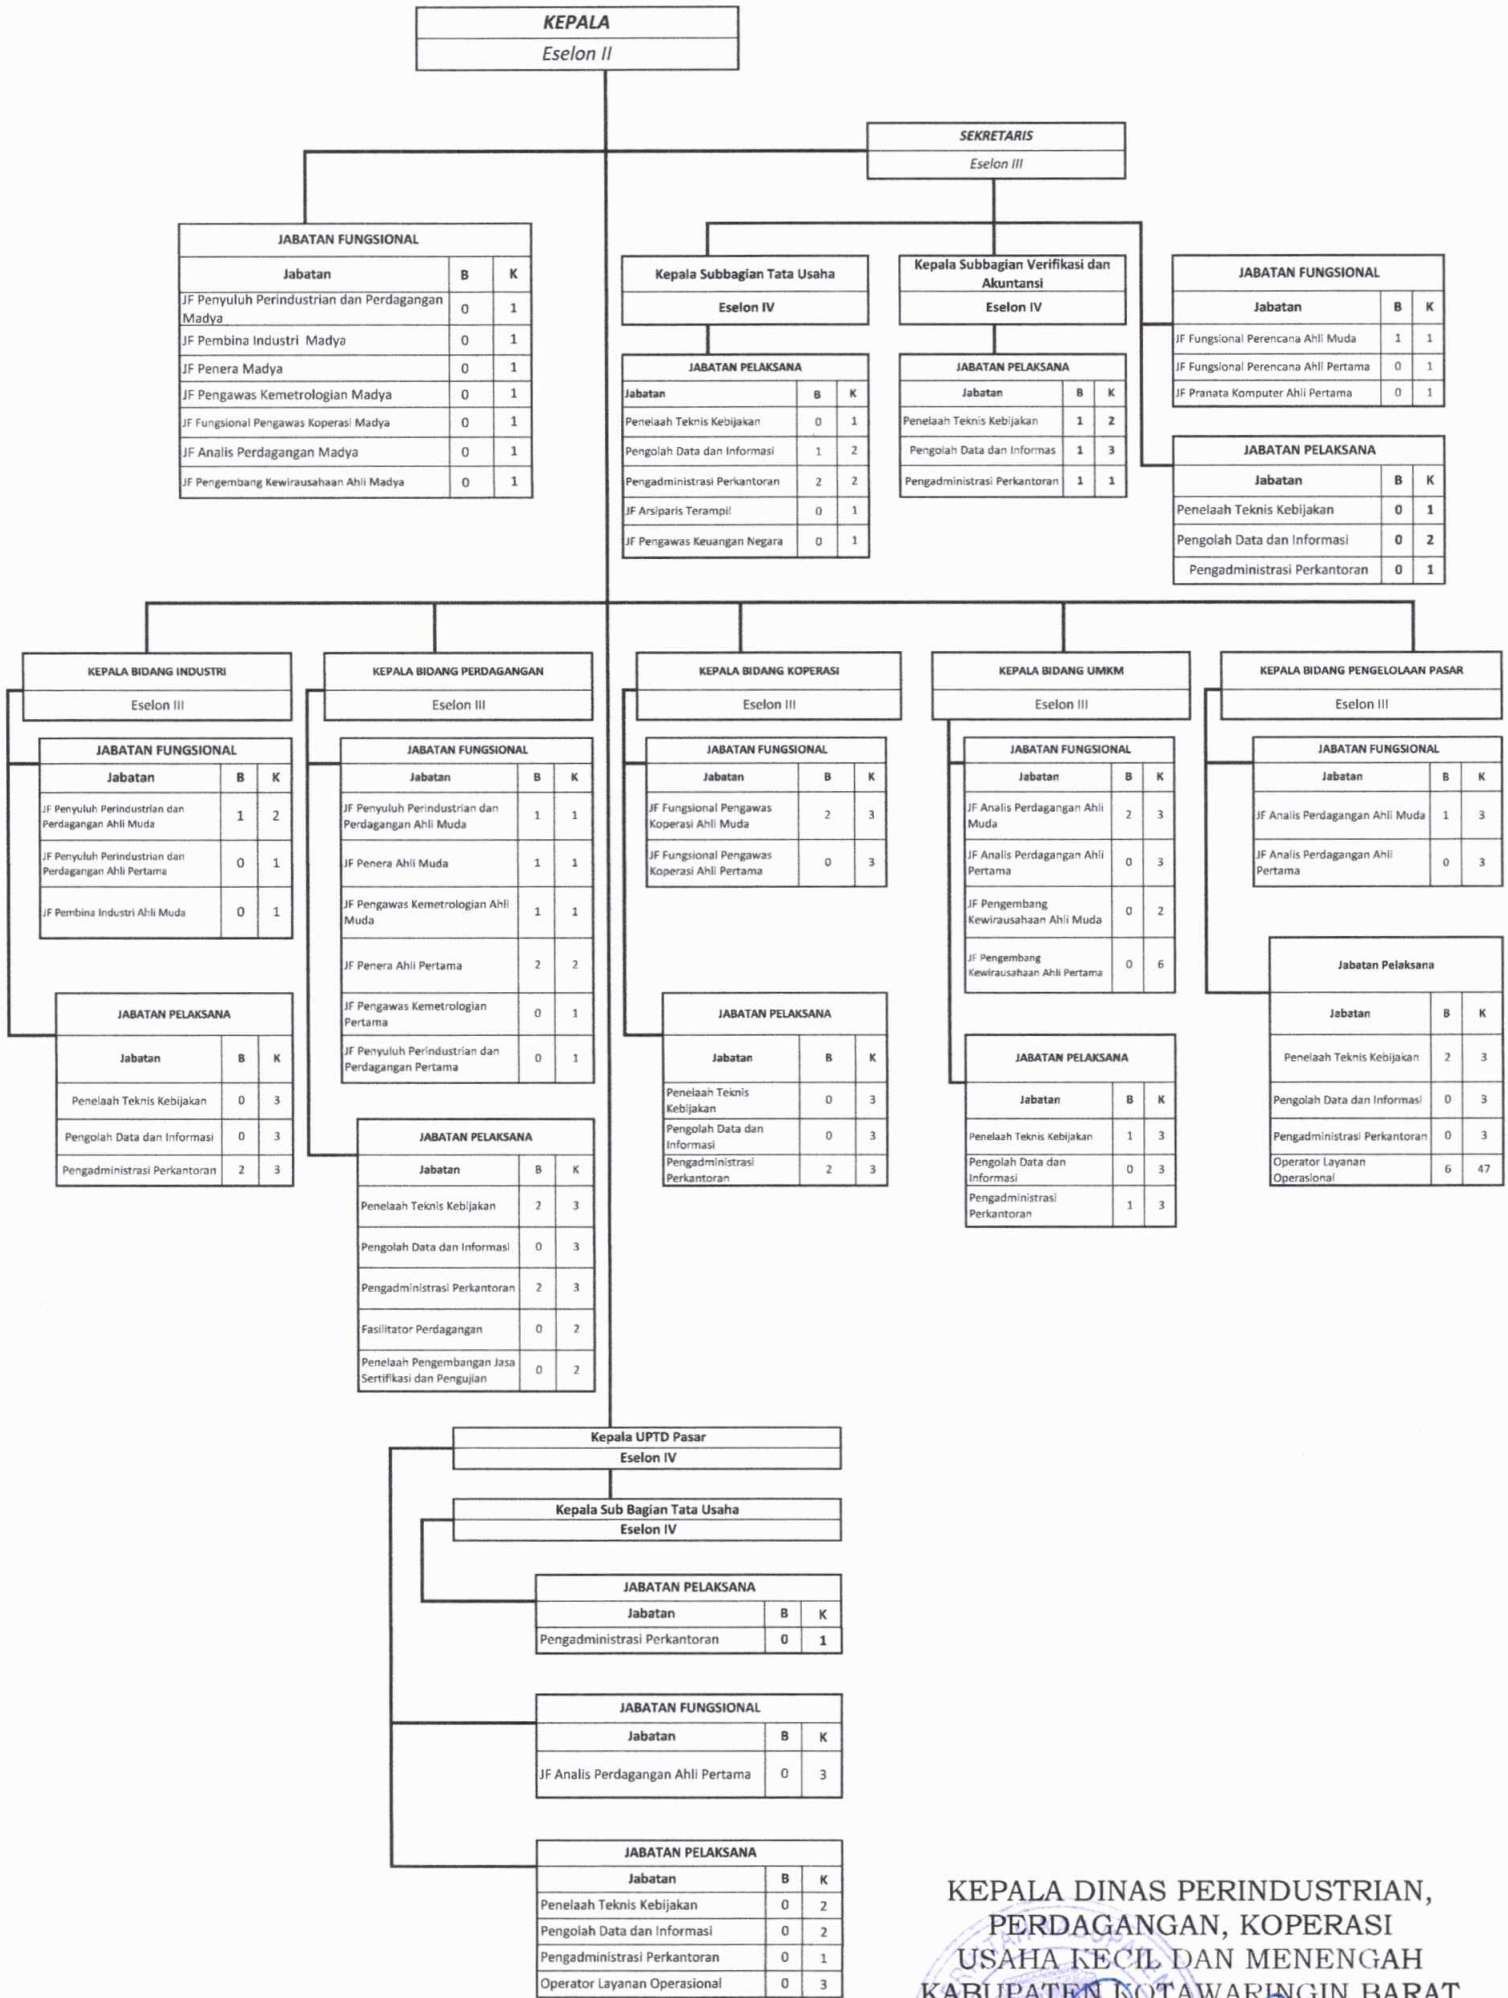 KEPALA
Eselon II
SEKRETARIS
Eselon III
JABATAN FUNGSIONAL
Jabatan B K
JF Penyuluh Perindustrian dan Perdagangan
Madya 0 1
JF Pembina Industri Madya 0 1
JF Penera Madya 0 1
JF Pengawas Kemetrologian Madya 0 1
JF Fungsional Pengawas Koperasi Madya 0 1
JF Analis Perdagangan Madya 0 1
JF Pengembang Kewirausahaan Ahli Madya 0 1
Kepala Subbagian Tata Usaha
Eselon IV
JABATAN PELAKSANA
Jabatan B K
Penelaah Teknis Kebijakan 0 1
Pengolah Data dan Informasi 1 2
Pengadministrasi Perkantoran 2 2
JF Arsiparis Terampil 0 1
JF Pengawas Keuangan Negara 0 1
Kepala Subbagian Verifikasi dan
Akuntansi
Eselon IV
JABATAN PELAKSANA
Jabatan B K
Penelaah Teknis Kebijakan 1 2
Pengolah Data dan Informas 1 3
Pengadministrasi Perkantoran 1 1
JABATAN FUNGSIONAL
Jabatan B K
JF Fungsional Perencana Ahli Muda 1 1
JF Fungsional Perencana Ahli Pertama 0 1
JF Pranata Komputer Ahli Pertama 0 1
JABATAN PELAKSANA
Jabatan B K
Penelaah Teknis Kebijakan 0 1
Pengolah Data dan Informasi 0 2
Pengadministrasi Perkantoran 0 1
KEPALA BIDANG INDUSTRI
Eselon III
JABATAN FUNGSIONAL
Jabatan B K
JF Penyuluh Perindustrian dan
Perdagangan Ahli Muda 1 2
JF Penyuluh Perindustrian dan
Perdagangan Ahli Pertama 0 1
JF Pembina Industri Ahli Muda 0 1
JABATAN PELAKSANA
Jabatan B K
Penelaah Teknis Kebijakan 0 3
Pengolah Data dan Informasi 0 3
Pengadministrasi Perkantoran 2 3
KEPALA BIDANG PERDAGANGAN
Eselon III
JABATAN FUNGSIONAL
Jabatan B K
JF Penyuluh Perindustrian dan
Perdagangan Ahli Muda 1 1
JF Penera Ahli Muda 1 1
JF Pengawas Kemetrologian Ahli
Muda 1 1
JF Penera Ahli Pertama 2 2
JF Pengawas Kemetrologian
Pertama 0 1
JF Penyuluh Perindustrian dan
Perdagangan Pertama 0 1
JABATAN PELAKSANA
Jabatan B K
Penelaah Teknis Kebijakan 2 3
Pengolah Data dan Informasi 0 3
Pengadministrasi Perkantoran 2 3
Fasilitator Perdagangan 0 2
Penelaah Pengembangan Jasa
Sertifikasi dan Pengujian 0 2
KEPALA BIDANG KOPERASI
Eselon III
JABATAN FUNGSIONAL
Jabatan B K
JF Fungsional Pengawas
Koperasi Ahli Muda 2 3
JF Fungsional Pengawas
Koperasi Ahli Pertama 0 3
JABATAN PELAKSANA
Jabatan B K
Penelaah Teknis
Kebijakan 0 3
Pengolah Data dan
Informasi 0 3
Pengadministrasi
Perkantoran 2 3
KEPALA BIDANG UMKM
Eselon III
JABATAN FUNGSIONAL
Jabatan B K
JF Analis Perdagangan Ahli
Muda 2 3
JF Analis Perdagangan Ahli
Pertama 0 3
JF Pengembang
Kewirausahaan Ahli Muda 0 2
JF Pengembang
Kewirausahaan Ahli Pertama 0 6
JABATAN PELAKSANA
Jabatan B K
Penelaah Teknis Kebijakan 1 3
Pengolah Data dan
Informasi 0 3
Pengadministrasi
Perkantoran 1 3
KEPALA BIDANG PENGELOLAAN PASAR
Eselon III
JABATAN FUNGSIONAL
Jabatan B K
JF Analis Perdagangan Ahli Muda 1 3
JF Analis Perdagangan Ahli
Pertama 0 3
Jabatan Pelaksana
Jabatan B K
Penelaah Teknis Kebijakan 2 3
Pengolah Data dan Informasi 0 3
Pengadministrasi Perkantoran 0 3
Operator Layanan
Operasional 6 47
Kepala UPTD Pasar
Eselon IV
Kepala Sub Bagian Tata Usaha
Eselon IV
JABATAN PELAKSANA
Jabatan B K
Pengadministrasi Perkantoran 0 1
JABATAN FUNGSIONAL
Jabatan B K
JF Analis Perdagangan Ahli Pertama 0 3
JABATAN PELAKSANA
Jabatan B K
Penelaah Teknis Kebijakan 0 2
Pengolah Data dan Informasi 0 2
Pengadministrasi Perkantoran 0 1
Operator Layanan Operasional 0 3
KEPALA DINAS PERINDUSTRIAN,
PERDAGANGAN, KOPERASI
USAHA KECIL DAN MENENGAH
KABUPATEN KOTAWARINGIN BARAT